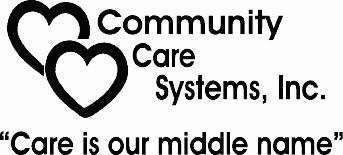 Community
Care
Systems, Inc.
“Care is our middle name”